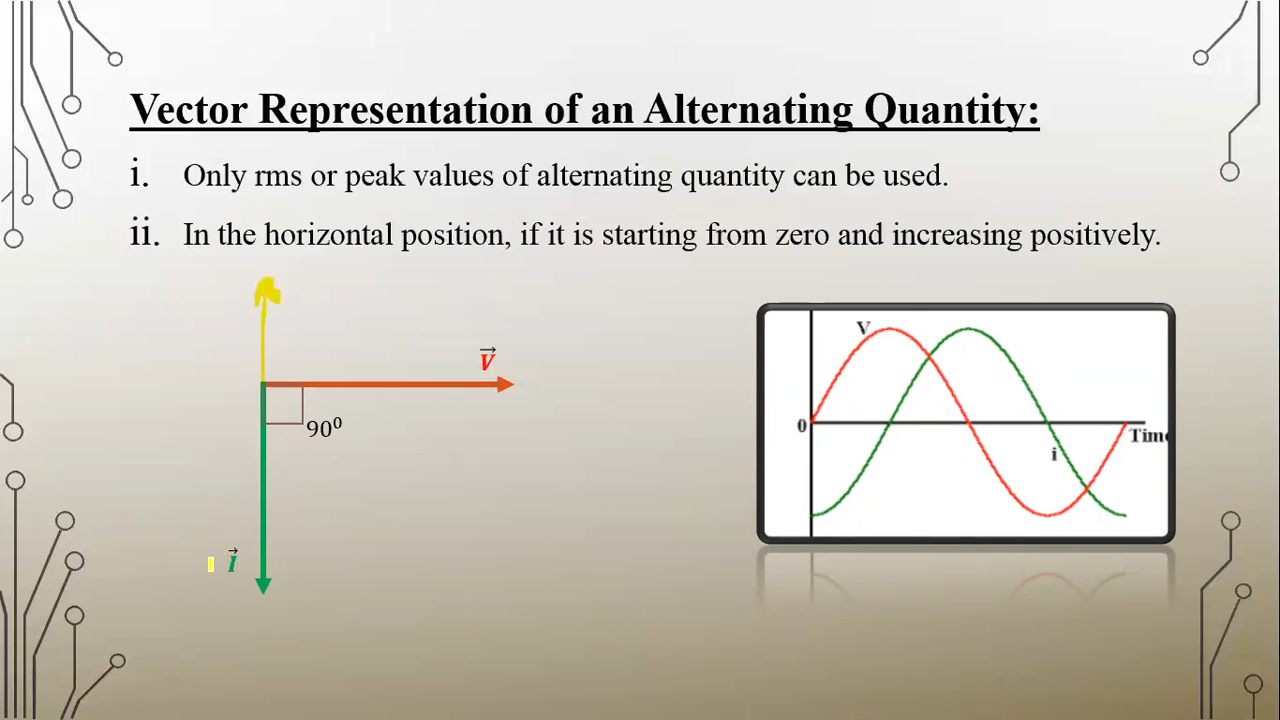 Vector Representation of an Alternating Quantity:
i. Only rms or peak values of alternating quantity can be used.
ii. In the horizontal position, if it is starting from zero and increasing positively.
V
90⁰
i
V
0
Time
i